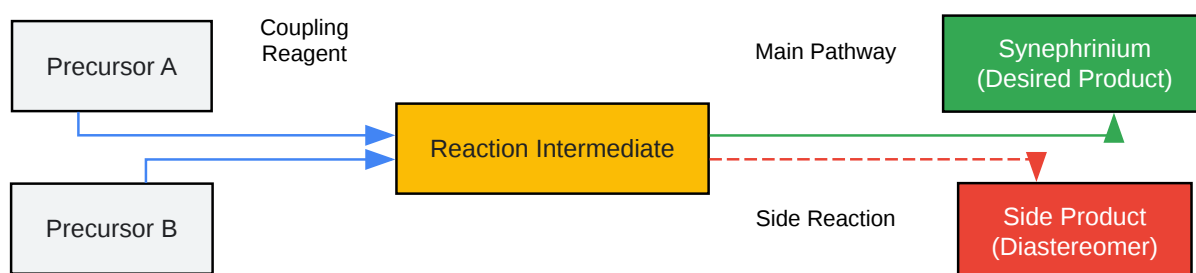 Precursor A
Coupling
Reagent
Main Pathway
Synephrinium
(Desired Product)
Reaction Intermediate
Precursor B
Side Reaction
Side Product
(Diastereomer)